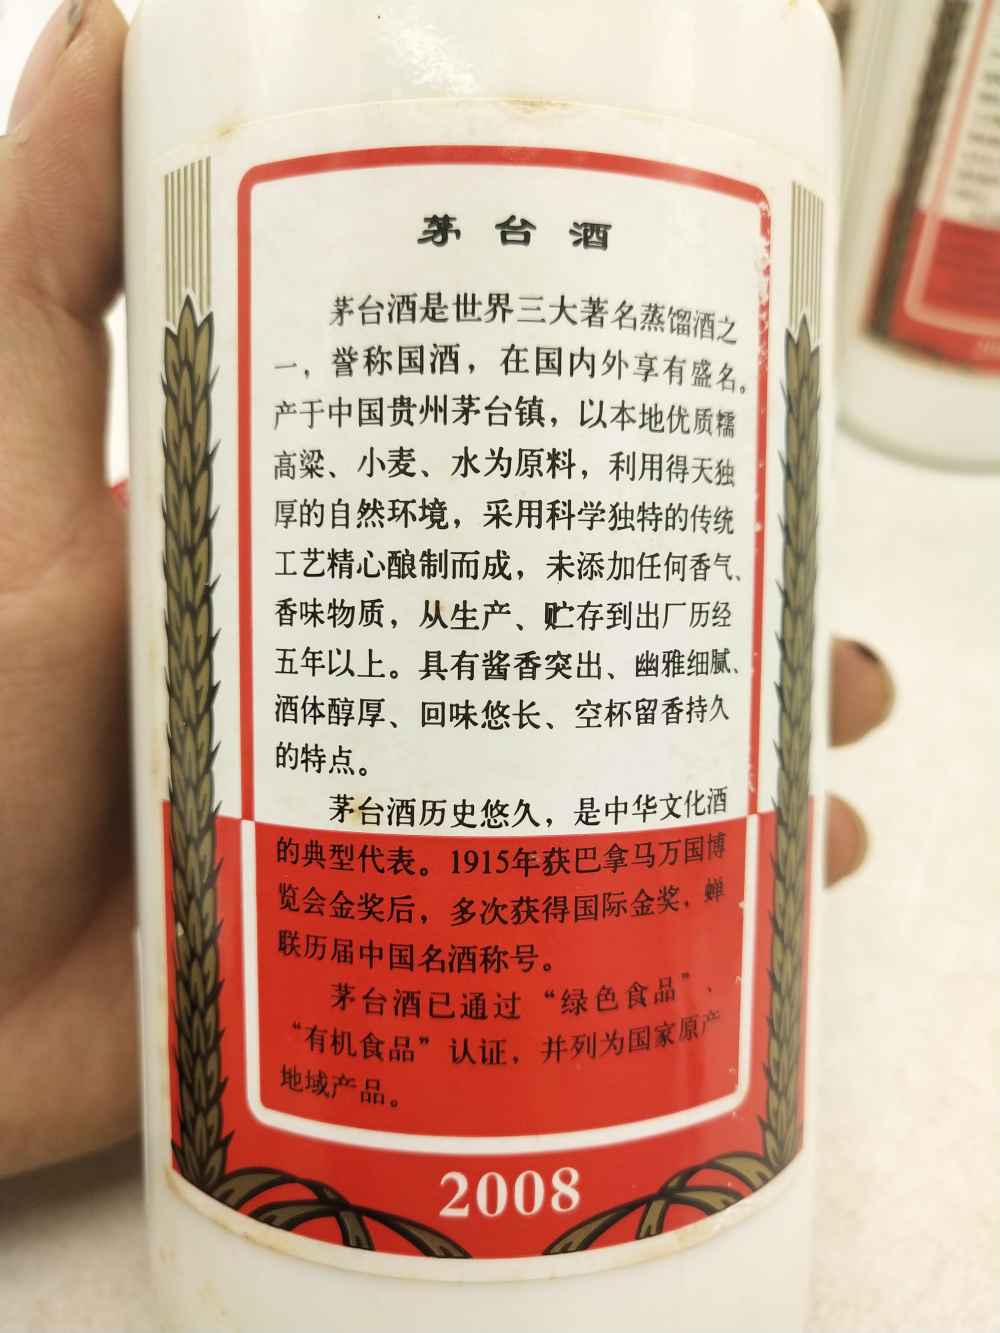 茅台酒
茅台酒是世界三大著名蒸馏酒之
一，誉称国酒，在国内外享有盛名。
产于中国贵州茅台镇，以本地优质糯
高粱、小麦、水为原料，利用得天独
厚的自然环境，采用科学独特的传统
工艺精心酿制而成，未添加任何香气、
香味物质，从生产、贮存到出厂历经
五年以上。具有酱香突出、幽雅细腻、
酒体醇厚、回味悠长、空杯留香持久
的特点。
茅台酒历史悠久，是中华文化酒
的典型代表。1915年获巴拿马万国博
览会金奖后，多次获得国际金奖，蝉
联历届中国名酒称号。
茅台酒已通过“绿色食品”、
“有机食品”认证，并列为国家原产
地域产品。
2008